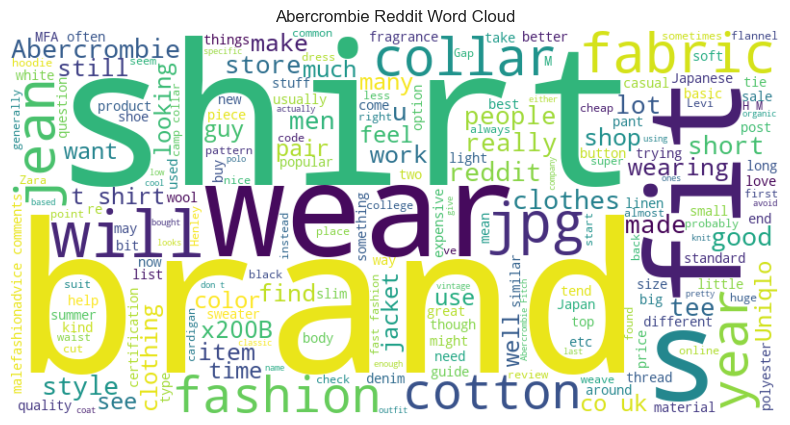 Abercrombie Reddit Word Cloud
MFA often
things
common
fragrance
take
better
sometimes
flannel
specific
make
dress
hoodie
seem
Abercrombie
collar
Gap
M
soft
fabric
still
store
much
stuff
less
casual
Japanese
tie
white
question
looking
product
new
usually
many
come
best
basic
H M
sale
generally
jean
shirt
shoe
guy
piece
men
code
actually
u
right
option
people
cheap
Levi
organic
lot
either
want
camp collar
used
pattern
pair
feel
always
shop
pant
post
fit
button
using
cool
low
buy
polo
nice
popular
work
light
really
reddit
super
trying
short
Zara
t shirt
wool
two
company
wearing
long
based
bought
wear
something
expensive
clothes
linen
ones
love
point
re
will
may
Henley
college
jpg
almost
first
looks
instead
place
give
mean
start
made
small
avoid
bit
now
ve
back
probably
end
good
malefashionadvice comments
list
black
way
similar
knit
standard
suit
color
find
slim
jacket
use
tend
size
little
Uniqlo
help
don t
vintage
Abercrombie Fitch
Japan
big
pretty
huge
year
summer
certification
cardigan
sweater
great
well
top
found
different
kind
clothing
x200B
body
fast fashion
though
s
waist
item
classic
might
etc
price
online
cut
type
time
name
enough
need
last
style
brand
check
denim
guide
review
weave
around
thread
polyester
quality
see
coat
fashion
outfit
cotton
co uk
material